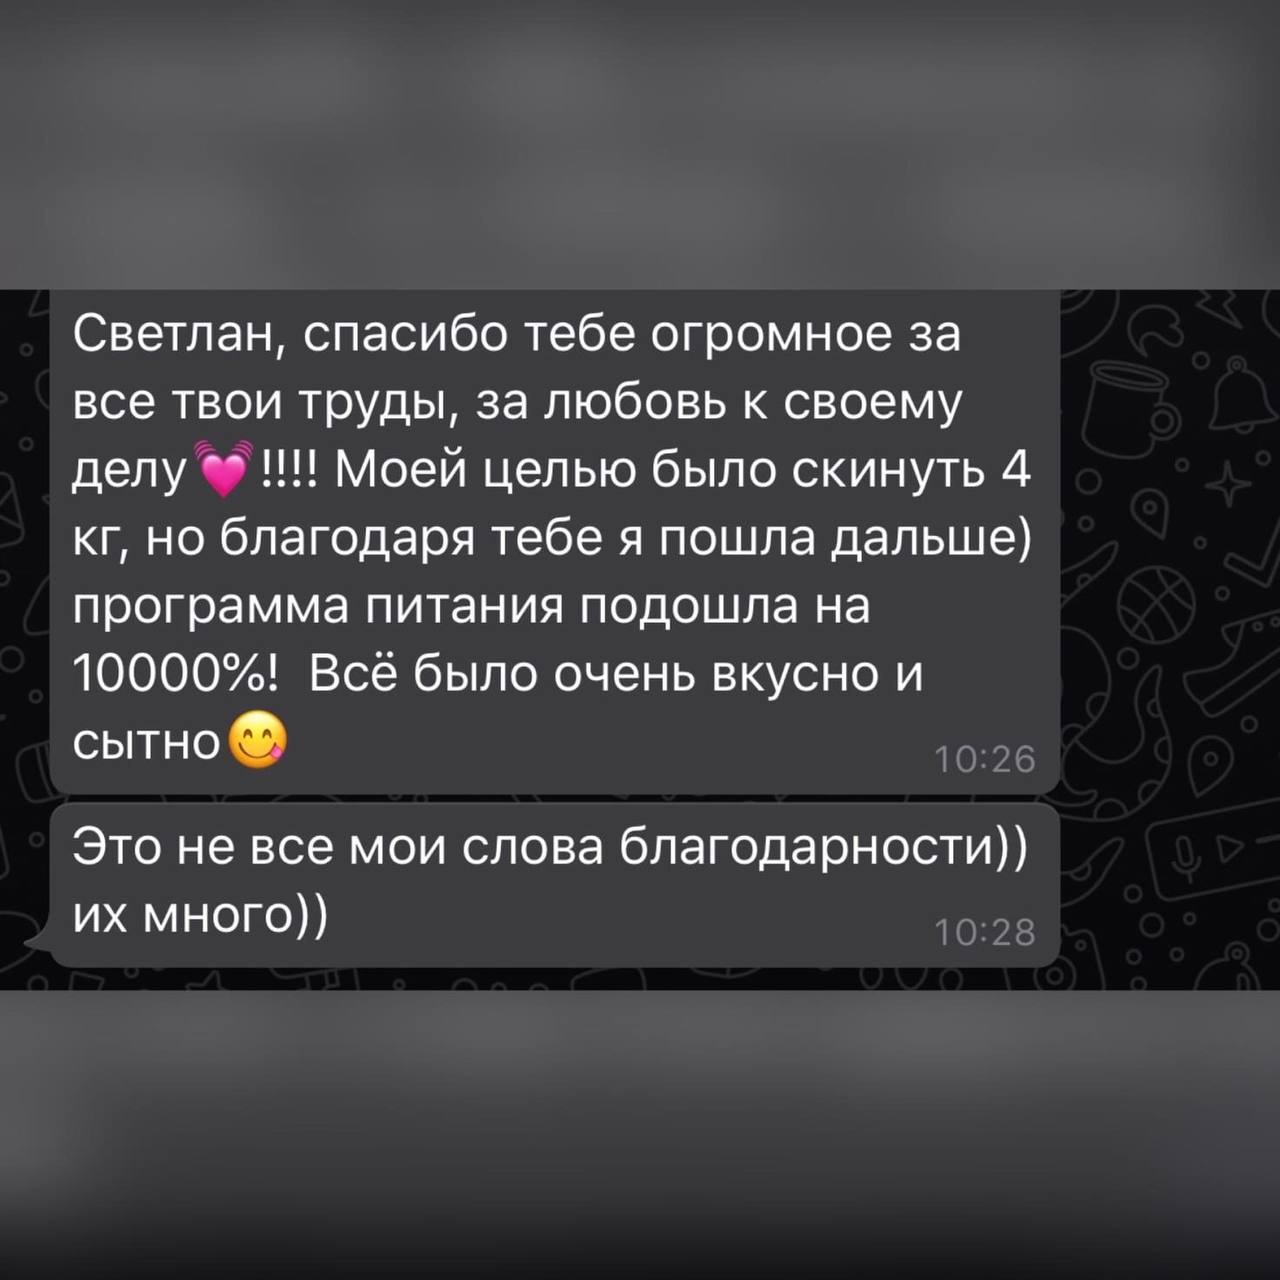 Светлан, спасибо тебе огромное за
все твои труды, за любовь к своему
делу💓!!!! Моей целью было скинуть 4
кг, но благодаря тебе я пошла дальше)
программа питания подошла на
10000%!  Всё было очень вкусно и
сытно😋
10:26
Это не все мои слова благодарности))
их много))
10:28